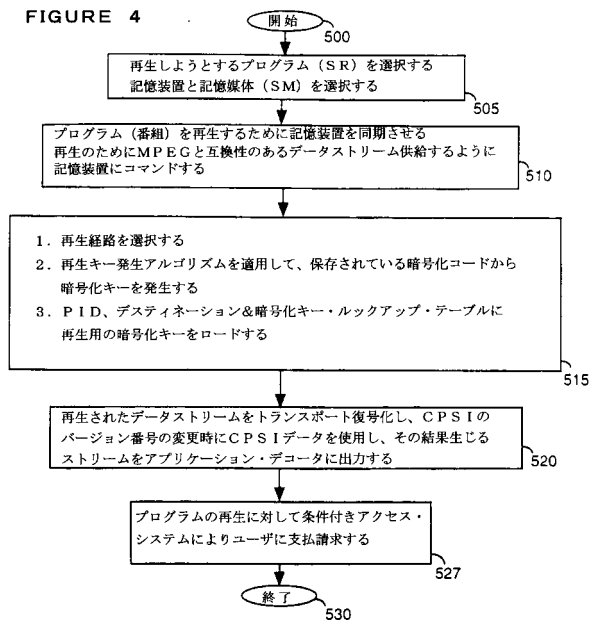 FIGURE 4
開始
500
再生しようとするプログラム（SR）を選択する
記憶装置と記憶媒体（SM）を選択する
505
プログラム（番組）を再生するために記憶装置を同期させる
再生のためにMPEGと互換性のあるデータストリーム供給するように
記憶装置にコマンドする
510
1．再生経路を選択する
2．再生キー発生アルゴリズムを適用して、保存されている暗号化コードから
暗号化キーを発生する
3．PID、デスティネーション＆暗号化キー・ルックアップ・テーブルに
再生用の暗号化キーをロードする
515
再生されたデータストリームをトランスポート復号化し、CPSIの
バージョン番号の変更時にCPSIデータを使用し、その結果生じる
ストリームをアプリケーション・デコータに出力する
520
プログラムの再生に対して条件付きアクセス・
システムによりユーザに支払請求する
527
終了
530